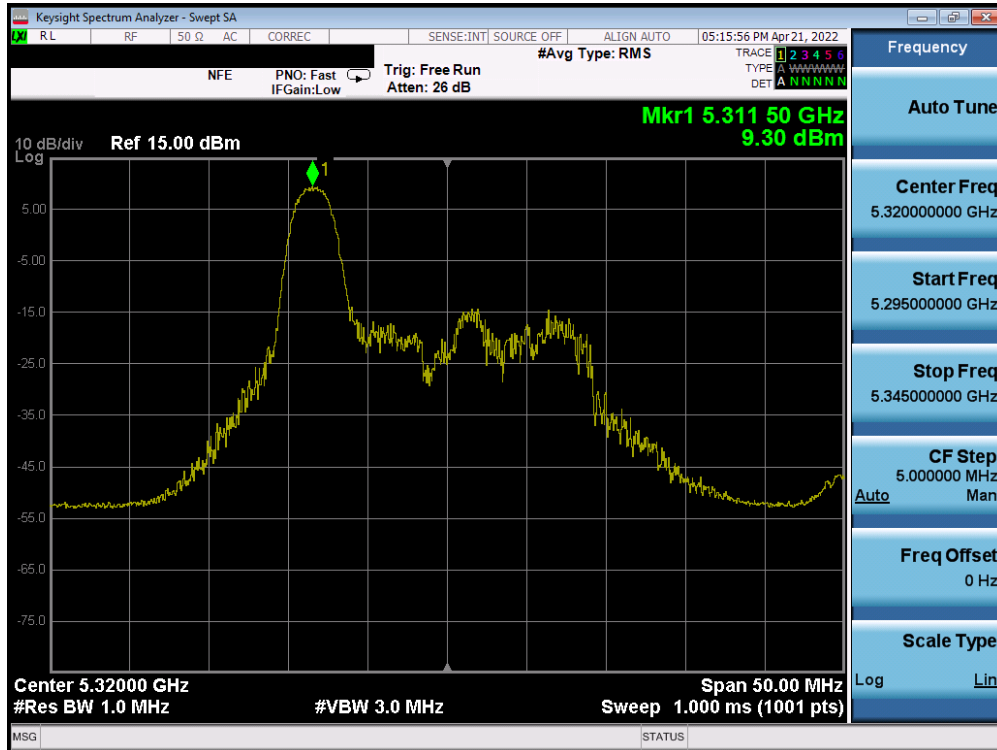 Keysight Spectrum Analyzer - Swept SA
LXI RL RF 50 Ω AC CORREC SENSE:INT SOURCE OFF ALIGN AUTO 05:15:56 PM Apr 21, 2022
#Avg Type: RMS
TRACE 1 2 3 4 5 6
TYPE A WWWWW
DET A N N N N N
NFE PNO: Fast Trig: Free Run
IFGain:Low Atten: 26 dB
Mkr1 5.311 50 GHz
9.30 dBm
10 dB/div Ref 15.00 dBm
Log
1
5.00
-5.00
-15.0
-25.0
-35.0
-45.0
-55.0
-65.0
-75.0
Center 5.32000 GHz Span 50.00 MHz
#Res BW 1.0 MHz #VBW 3.0 MHz Sweep 1.000 ms (1001 pts)
MSG STATUS
Frequency
Auto Tune
Center Freq
5.320000000 GHz
Start Freq
5.295000000 GHz
Stop Freq
5.345000000 GHz
CF Step
5.000000 MHz
Auto Man
Freq Offset
0 Hz
Scale Type
Log Lin